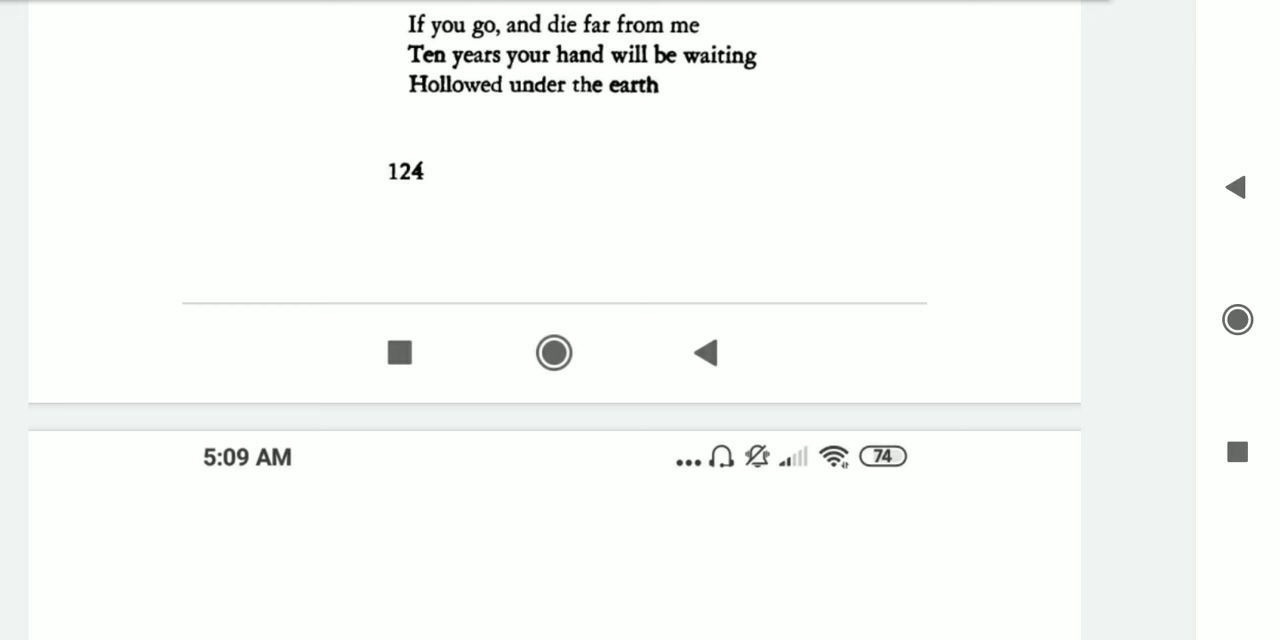 If you go, and die far from me
Ten years your hand will be waiting
Hollowed under the earth
124
5:09 AM
74